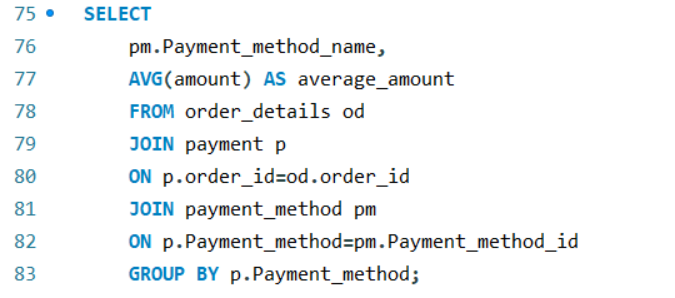 75 SELECT
76 pm.Payment_method_name,
77 AVG(amount) AS average_amount
78 FROM order_details od
79 JOIN payment p
80 ON p.order_id=od.order_id
81 JOIN payment_method pm
82 ON p.Payment_method=pm.Payment_method_id
83 GROUP BY p.Payment_method;